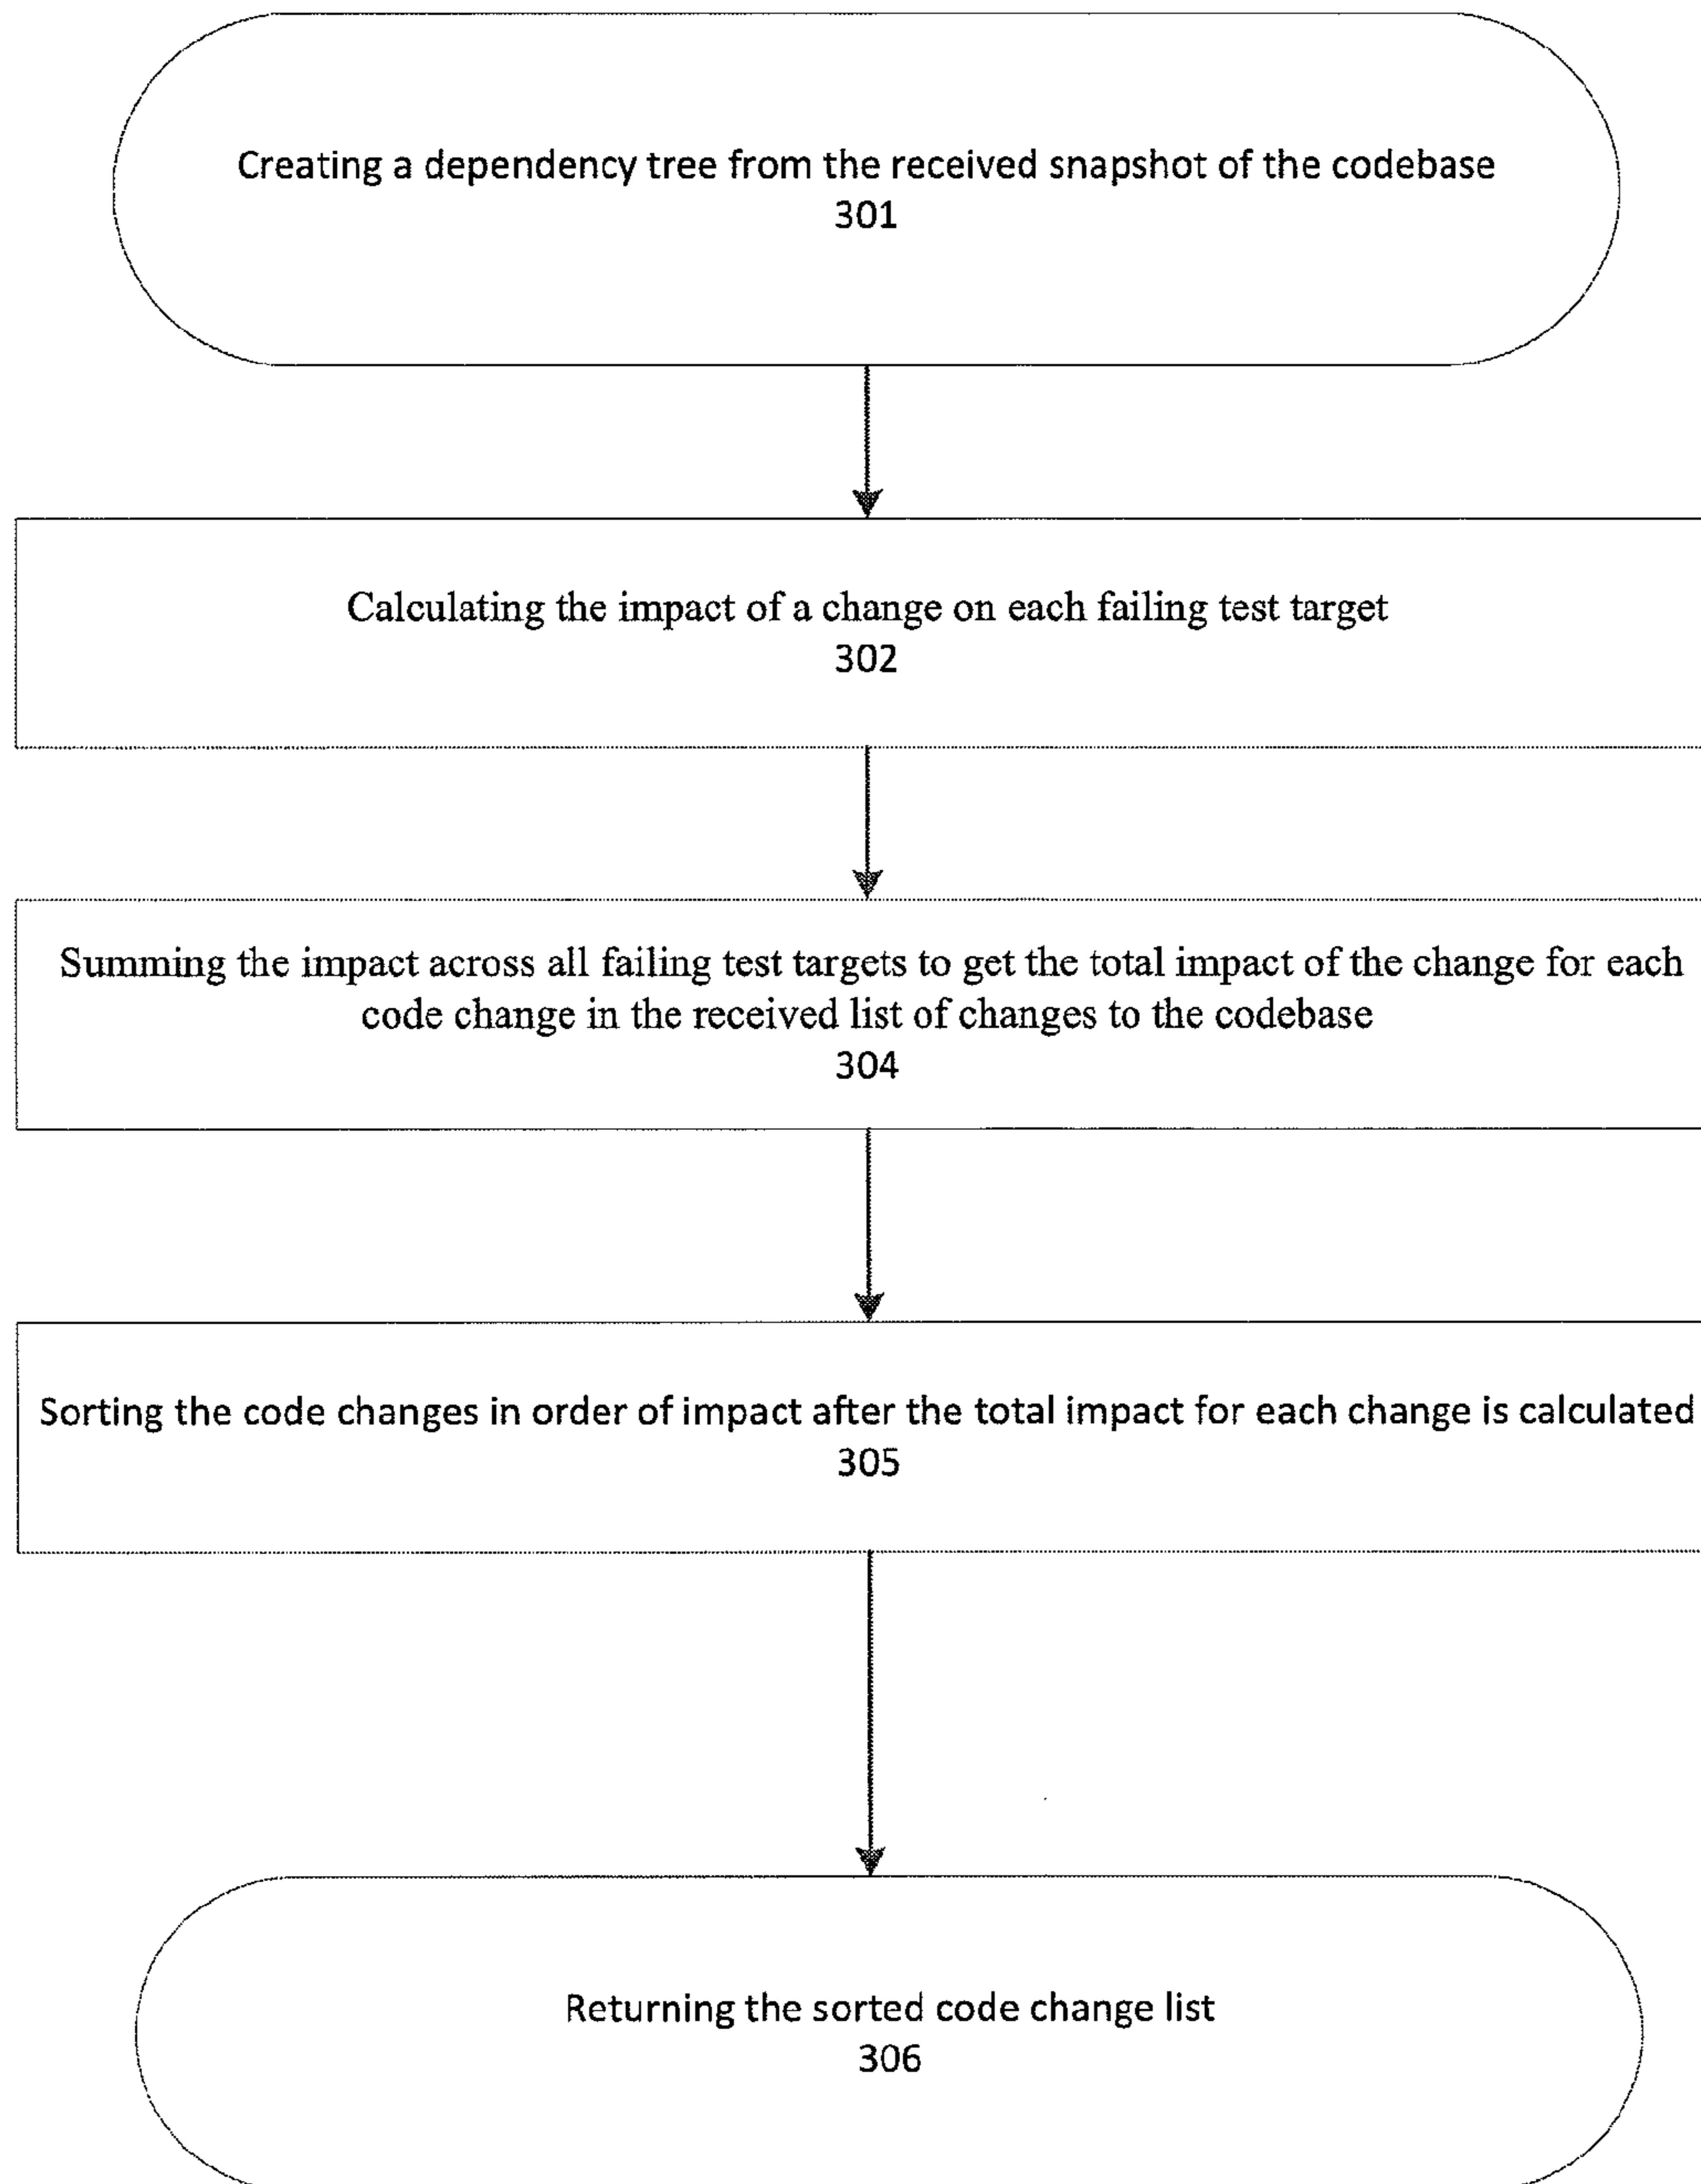 Creating a dependency tree from the received snapshot of the codebase
301
Calculating the impact of a change on each failing test target
302
Summing the impact across all failing test targets to get the total impact of the change for each
code change in the received list of changes to the codebase
304
Sorting the code changes in order of impact after the total impact for each change is calculated
305
Returning the sorted code change list
306